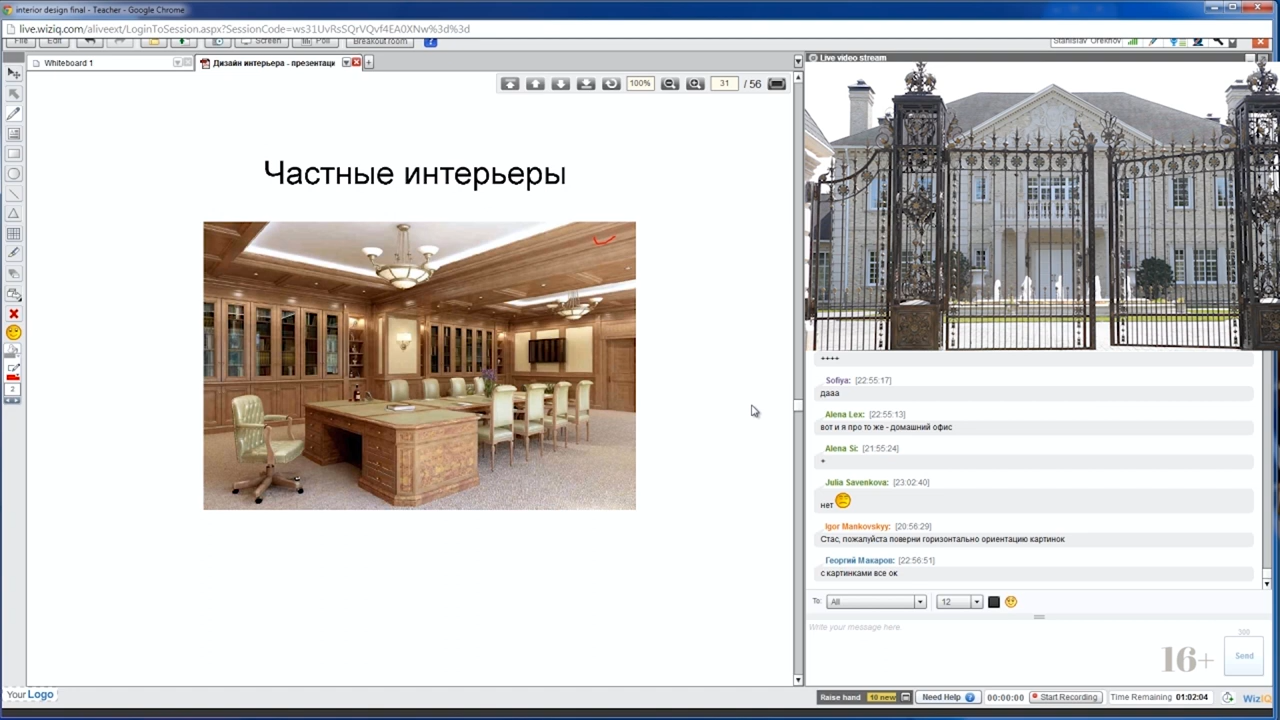 interior design final - Teacher - Google Chrome
live.wiziq.com/aliveext/LoginToSession.aspx?SessionCode=ws31UvRsSQrVQvf4EA0XNw%3d%3d
File Edit Screen Poll Breakout room ? Stanislav Orekhov
Whiteboard 1 Дизайн интерьера - презентаци Live video stream
100% 31 / 56
Частные интерьеры
++++
Sofiya: [22:55:17]
дааа
Alena Lex: [22:55:13]
вот и я про то же - домашний офис
Alena Si: [21:55:24]
+
Julia Savenkova: [23:02:40]
нет
Igor Mankovskyy: [20:56:29]
Стас, пожалуйста поверни горизонтально ориентацию картинок
Георгий Макаров: [22:56:51]
с картинками все ок
To: All 12
Write your message here.
300
16+ Send
2
Your Logo Raise hand 10 new Need Help ? 00:00:00 Start Recording Time Remaining 01:02:04 WiziQ